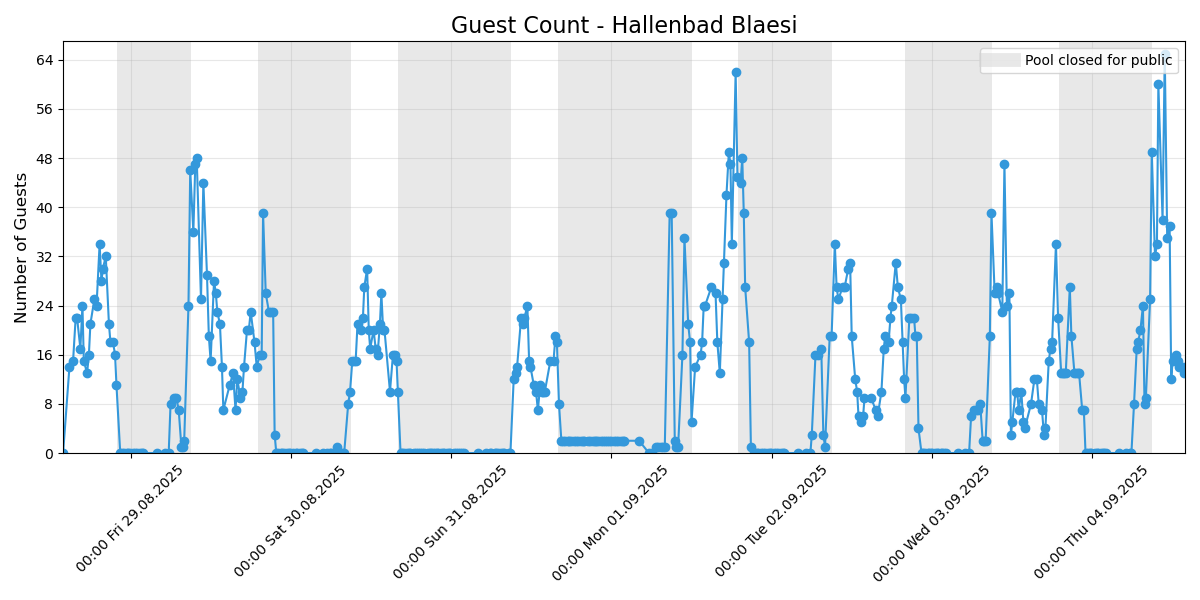 Guest Count - Hallenbad Blaesi
Number of Guests
64
56
48
40
32
24
16
8
0
Pool closed for public
00:00 Fri 29.08.2025
00:00 Sat 30.08.2025
00:00 Sun 31.08.2025
00:00 Mon 01.09.2025
00:00 Tue 02.09.2025
00:00 Wed 03.09.2025
00:00 Thu 04.09.2025